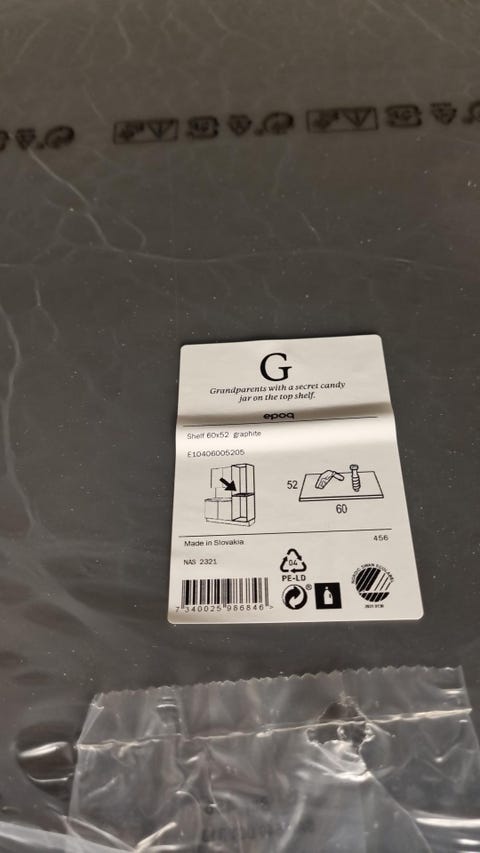 G
Grandparents with a secret candy
jar on the top shelf.
epoq
Shelf 60x52 graphite
E10406005205
52
60
Made in Slovakia
456
NAS 2321
04
PE-LD
7 340025 986846 >